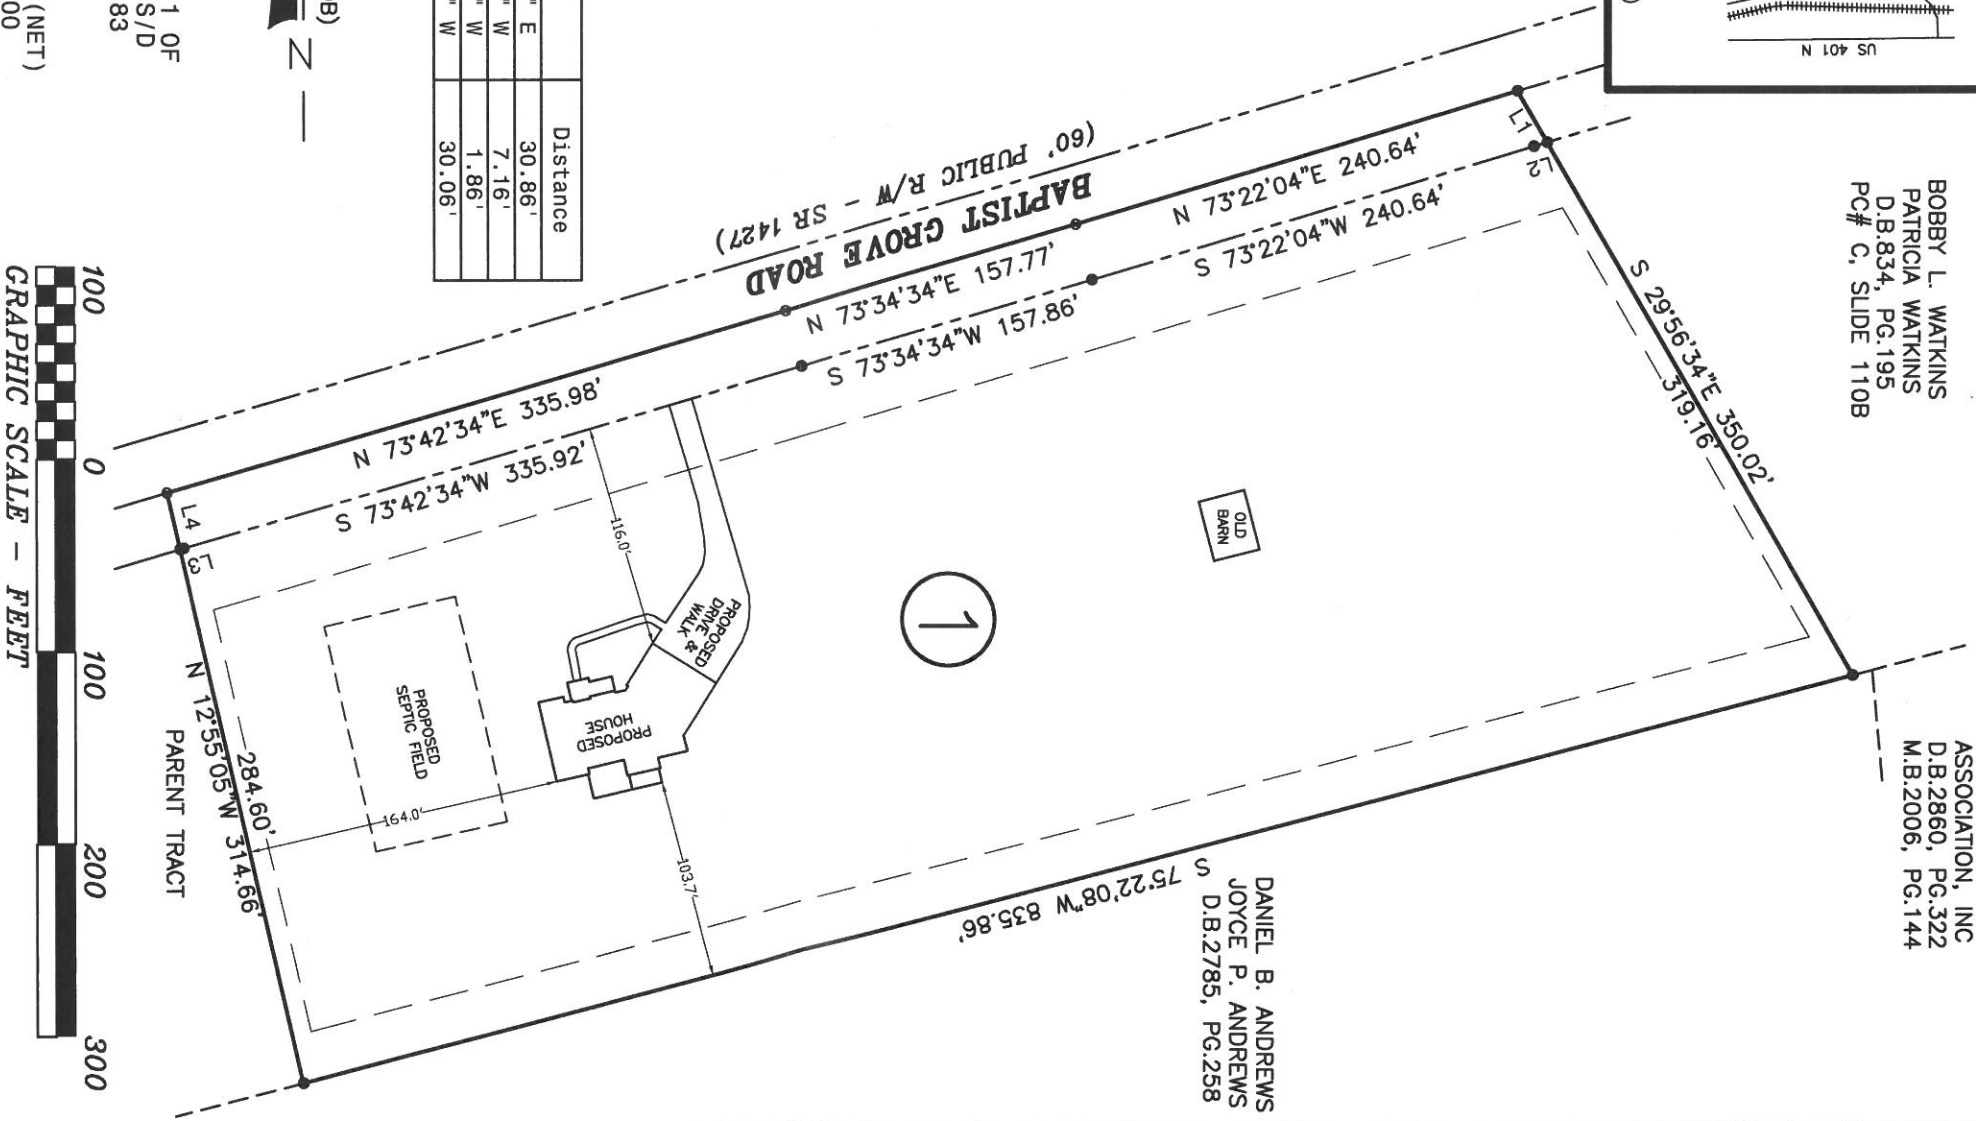 US 401 N
BOBBY L. WATKINS
PATRICIA WATKINS
D.B.834, PG.195
PC# C, SLIDE 110B
ASSOCIATION, INC
D.B.2860, PG.322
M.B.2006, PG.144
DANIEL B. ANDREWS
JOYCE P. ANDREWS
D.B.2785, PG.258
L1
L2
S 29°56'34"E 350.02'
319.16'
N 73°22'04"E 240.64'
S 73°22'04"W 240.64'
(60' PUBLIC R/W - SR 1427)
BAPTIST GROVE ROAD
N 73°34'34"E 157.77'
S 73°34'34"W 157.86'
N 73°42'34"E 335.98'
S 73°42'34"W 335.92'
L4
L3
116.0'
OLD
BARN
1
PROPOSED
DRIVE &
WALK
PROPOSED
HOUSE
PROPOSED
SEPTIC FIELD
164.0'
103.7'
N 12°55'05"W 314.66'
284.60'
PARENT TRACT
S 75°22'08"W 835.86'
Distance
" E 30.86'
" W 7.16'
" W 1.86'
" W 30.06'
N
OB)
1 OF
S/D
83
(NET)
00
100 0 100 200 300
GRAPHIC SCALE - FEET